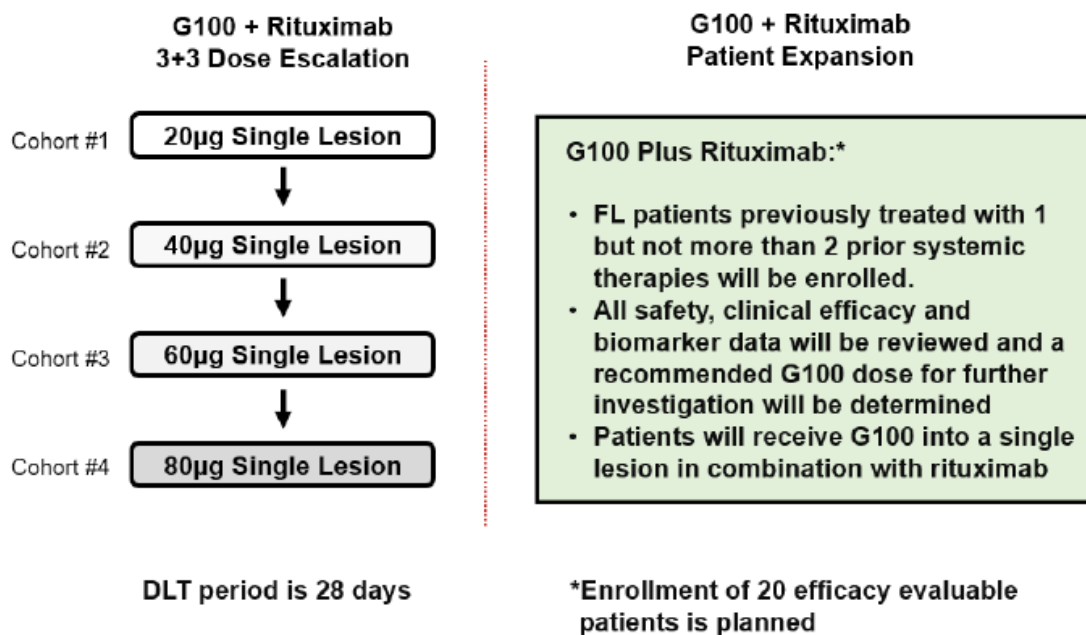 G100 + Rituximab
3+3 Dose Escalation
Cohort #1
20µg Single Lesion
Cohort #2
40µg Single Lesion
Cohort #3
60µg Single Lesion
Cohort #4
80µg Single Lesion
DLT period is 28 days
G100 + Rituximab
Patient Expansion
G100 Plus Rituximab:*
• FL patients previously treated with 1
but not more than 2 prior systemic
therapies will be enrolled.
• All safety, clinical efficacy and
biomarker data will be reviewed and a
recommended G100 dose for further
investigation will be determined
• Patients will receive G100 into a single
lesion in combination with rituximab
*Enrollment of 20 efficacy evaluable
patients is planned